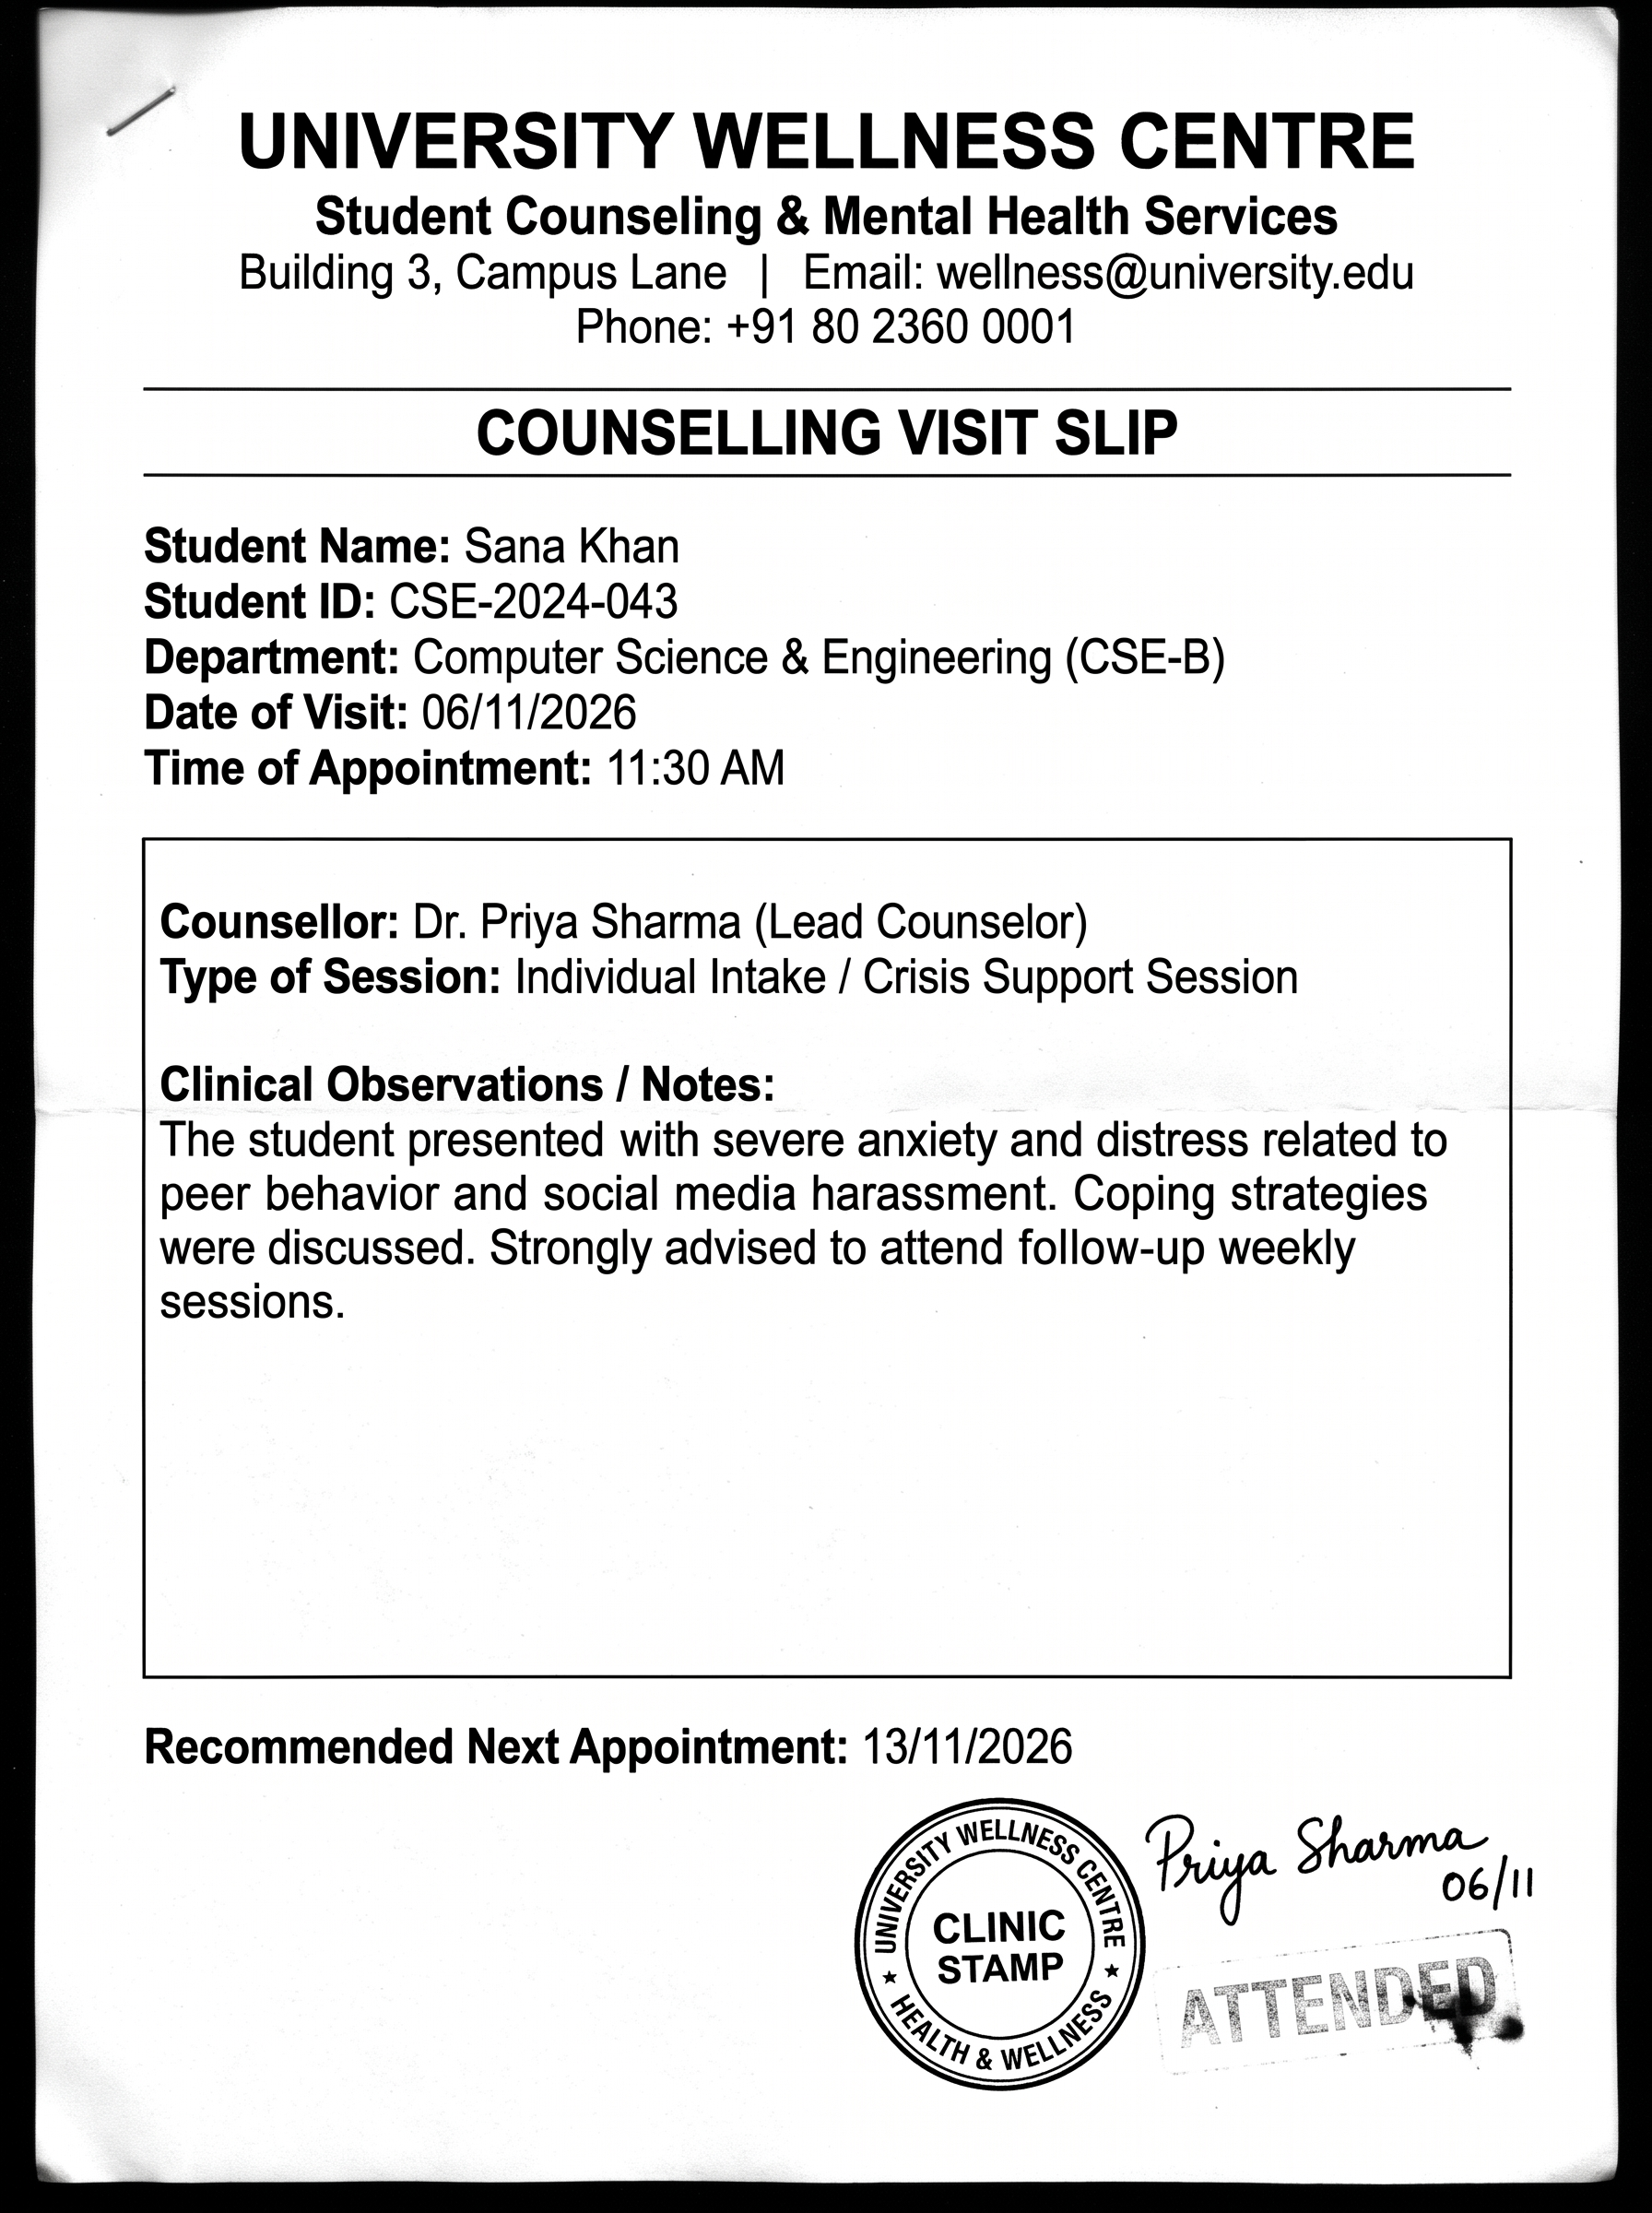 UNIVERSITY WELLNESS CENTRE
Student Counseling & Mental Health Services
Building 3, Campus Lane | Email: wellness@university.edu
Phone: +91 80 2360 0001
COUNSELLING VISIT SLIP
Student Name: Sana Khan
Student ID: CSE-2024-043
Department: Computer Science & Engineering (CSE-B)
Date of Visit: 06/11/2026
Time of Appointment: 11:30 AM
Counsellor: Dr. Priya Sharma (Lead Counselor)
Type of Session: Individual Intake / Crisis Support Session
Clinical Observations / Notes:
The student presented with severe anxiety and distress related to
peer behavior and social media harassment. Coping strategies
were discussed. Strongly advised to attend follow-up weekly
sessions.
Recommended Next Appointment: 13/11/2026
UNIVERSITY WELLNESS CENTRE
CLINIC
STAMP
★ HEALTH & WELLNESS ★
Priya Sharma
06/11
ATTENDED